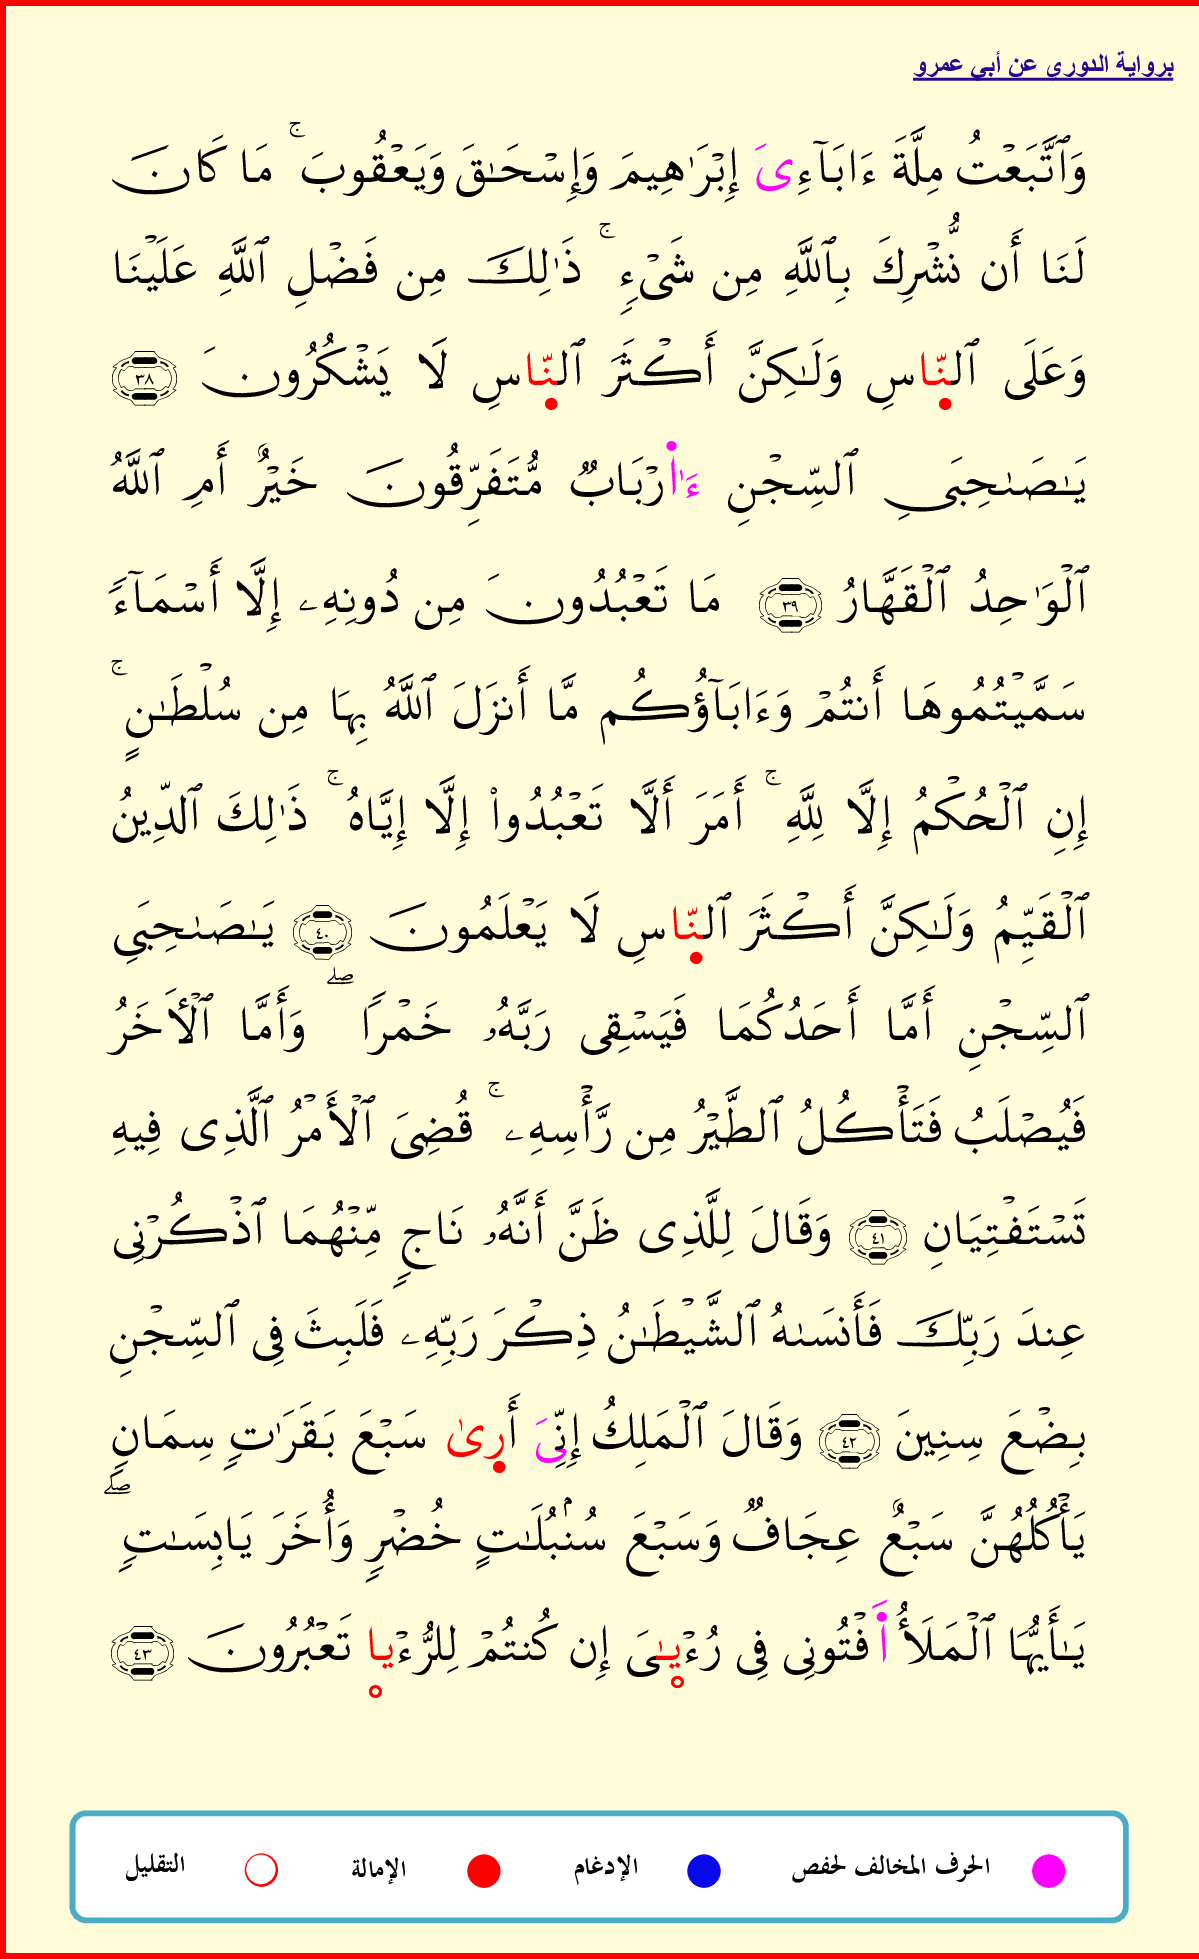 برواية الدورى عن أبى عمرو
وَٱتَّبَعۡتُ مِلَّةَ ءَابَآءِىَ إِبۡرَٰهِيمَ وَإِسۡحَٰقَ وَيَعۡقُوبَۚ مَا كَانَ
لَنَا أَن نُّشۡرِكَ بِٱللَّهِ مِن شَىۡءٖۚ ذَٰلِكَ مِن فَضۡلِ ٱللَّهِ عَلَيۡنَا
وَعَلَى ٱلنّاسِ وَلَٰكِنَّ أَكۡثَرَ ٱلنّاسِ لَا يَشۡكُرُونَ ٣٨
يَٰصَٰحِبَىِ ٱلسِّجۡنِ ءَا۬رۡبَابٞ مُّتَفَرِّقُونَ خَيۡرٌ أَمِ ٱللَّهُ
ٱلۡوَٰحِدُ ٱلۡقَهَّارُ ٣٩ مَا تَعۡبُدُونَ مِن دُونِهِۦ إِلَّا أَسۡمَآءٗ
سَمَّيۡتُمُوهَا أَنتُمۡ وَءَابَآؤُكُم مَّا أَنزَلَ ٱللَّهُ بِهَا مِن سُلۡطَٰنٍۚ
إِنِ ٱلۡحُكۡمُ إِلَّا لِلَّهِۚ أَمَرَ أَلَّا تَعۡبُدُواْ إِلَّا إِيَّاهُۚ ذَٰلِكَ ٱلدِّينُ
ٱلۡقَيِّمُ وَلَٰكِنَّ أَكۡثَرَ ٱلنّاسِ لَا يَعۡلَمُونَ ٤٠ يَٰصَٰحِبَىِ
ٱلسِّجۡنِ أَمَّا أَحَدُكُمَا فَيَسۡقِى رَبَّهُۥ خَمۡرٗاۖ وَأَمَّا ٱلۡأٓخَرُ
فَيُصۡلَبُ فَتَأۡكُلُ ٱلطَّيۡرُ مِن رَّأۡسِهِۦۚ قُضِىَ ٱلۡأَمۡرُ ٱلَّذِى فِيهِ
تَسۡتَفۡتِيَانِ ٤١ وَقَالَ لِلَّذِى ظَنَّ أَنَّهُۥ نَاجٖ مِّنۡهُمَا ٱذۡكُرۡنِى
عِندَ رَبِّكَ فَأَنسَىٰهُ ٱلشَّيۡطَٰنُ ذِكۡرَ رَبِّهِۦ فَلَبِثَ فِى ٱلسِّجۡنِ
بِضۡعَ سِنِينَ ٤٢ وَقَالَ ٱلۡمَلِكُ إِنِّىَ أَرِىٰ سَبۡعَ بَقَرَٰتٖ سِمَانٖ
يَأۡكُلُهُنَّ سَبۡعٌ عِجَافٞ وَسَبۡعَ سُنۢبُلَٰتٍ خُضۡرٖ وَأُخَرَ يَابِسَٰتٖۖ
يَٰأَيُّهَا ٱلۡمَلَأُ اَ۬فۡتُونِى فِى رُءۡيَٰىَ إِن كُنتُمۡ لِلرُّءۡيا تَعۡبُرُونَ ٤٣
الحرف المخالف لحفص الإدغام الإمالة التقليل